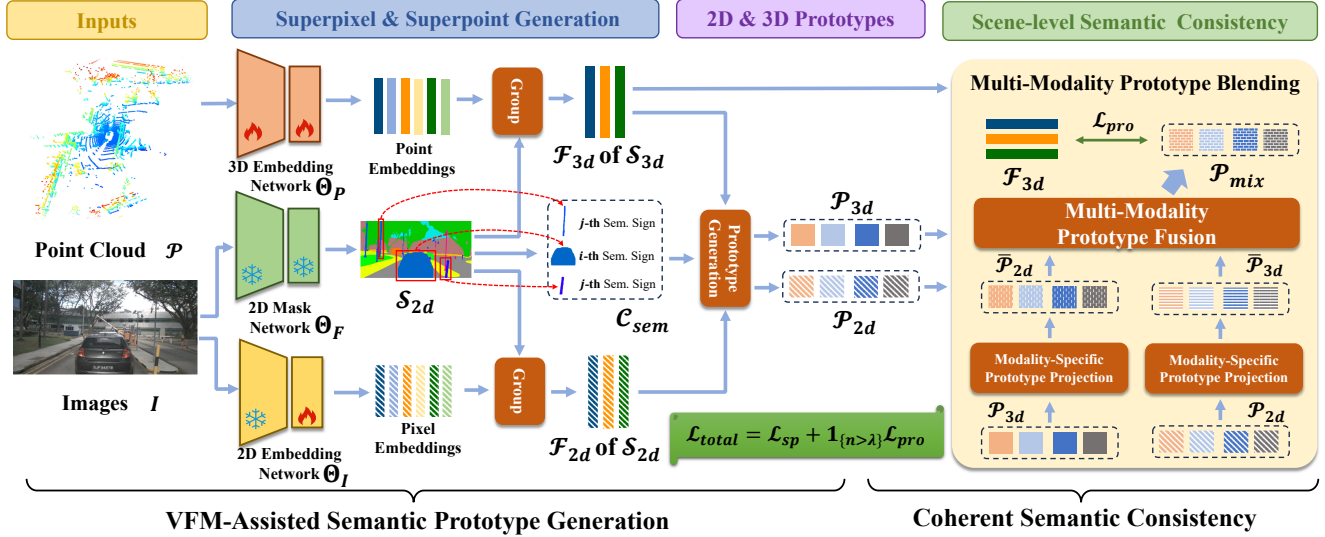 Inputs
Superpixel & Superpoint Generation
2D & 3D Prototypes
Scene-level Semantic Consistency
Point Cloud 𝒫
Images I
3D Embedding
Network Θ_P
2D Mask
Network Θ_F
2D Embedding
Network Θ_I
Point
Embeddings
Group
ℱ_3d of 𝒮_3d
𝒮_2d
j-th Sem. Sign
i-th Sem. Sign
j-th Sem. Sign
𝒞_sem
Pixel
Embeddings
Group
ℱ_2d of 𝒮_2d
Prototype
Generation
𝒫_3d
𝒫_2d
ℒ_total = ℒ_sp + 1_{n>λ}ℒ_pro
Multi-Modality Prototype Blending
ℱ_3d
ℒ_pro
𝒫_mix
Multi-Modality
Prototype Fusion
𝒫̄_2d
𝒫̄_3d
Modality-Specific
Prototype Projection
Modality-Specific
Prototype Projection
𝒫_3d
𝒫_2d
VFM-Assisted Semantic Prototype Generation
Coherent Semantic Consistency